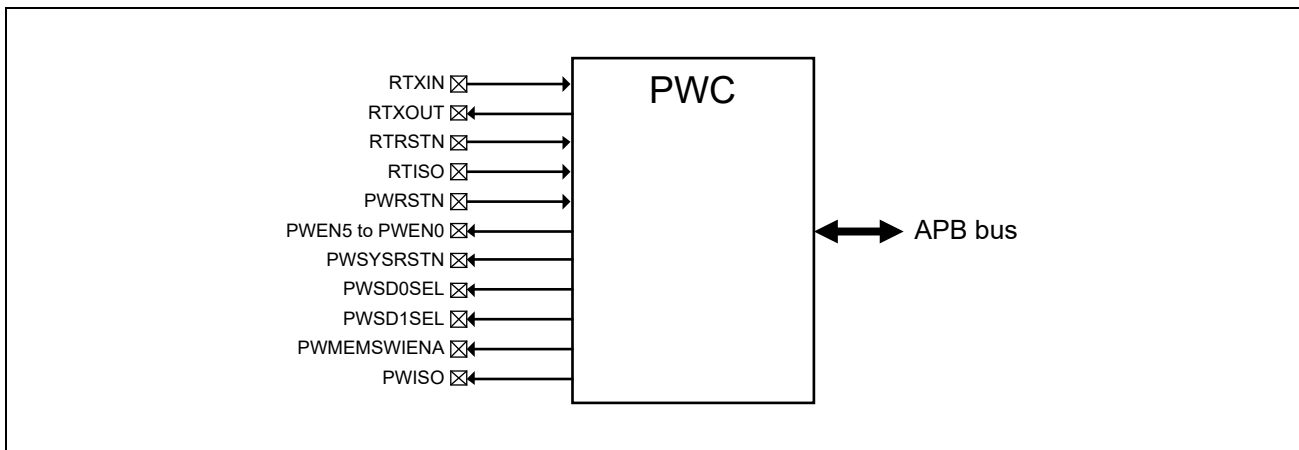 PWC
RTXIN
RTXOUT
RTRSTN
RTISO
PWRSTN
PWEN5 to PWEN0
PWSYSRSTN
PWSD0SEL
PWSD1SEL
PWMEMSWIENA
PWISO
APB bus